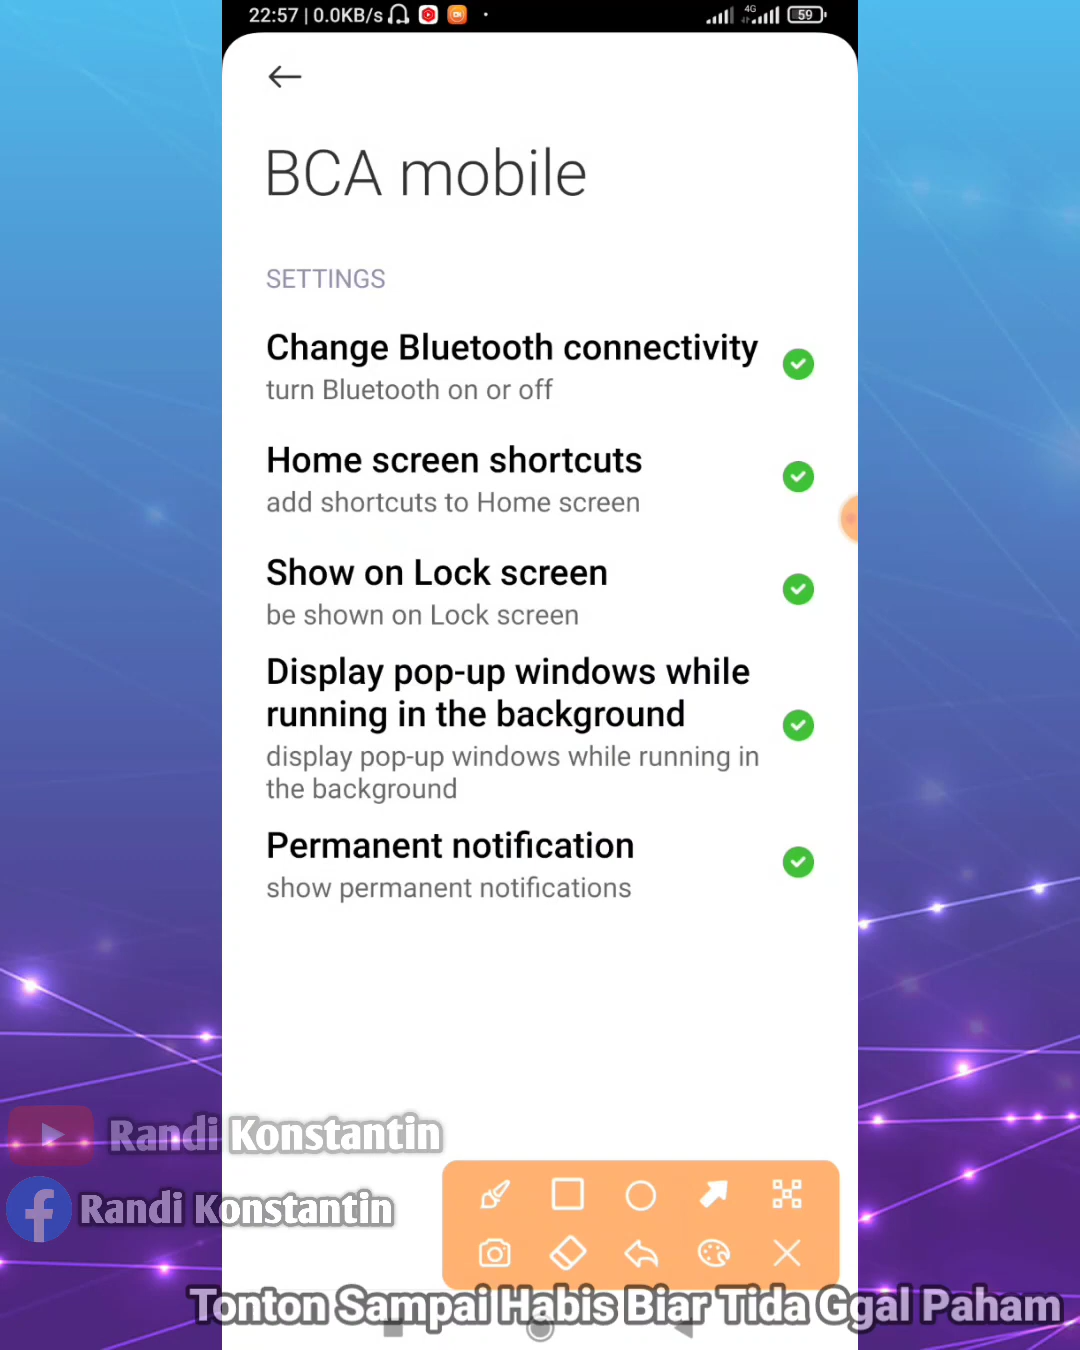 22:57 | 0.0KB/s
4G
59
BCA mobile
SETTINGS
Change Bluetooth connectivity
turn Bluetooth on or off
Home screen shortcuts
add shortcuts to Home screen
Show on Lock screen
be shown on Lock screen
Display pop-up windows while
running in the background
display pop-up windows while running in
the background
Permanent notification
show permanent notifications
Randi Konstantin
Randi Konstantin
Tonton Sampai Habis Biar Tida Ggal Paham